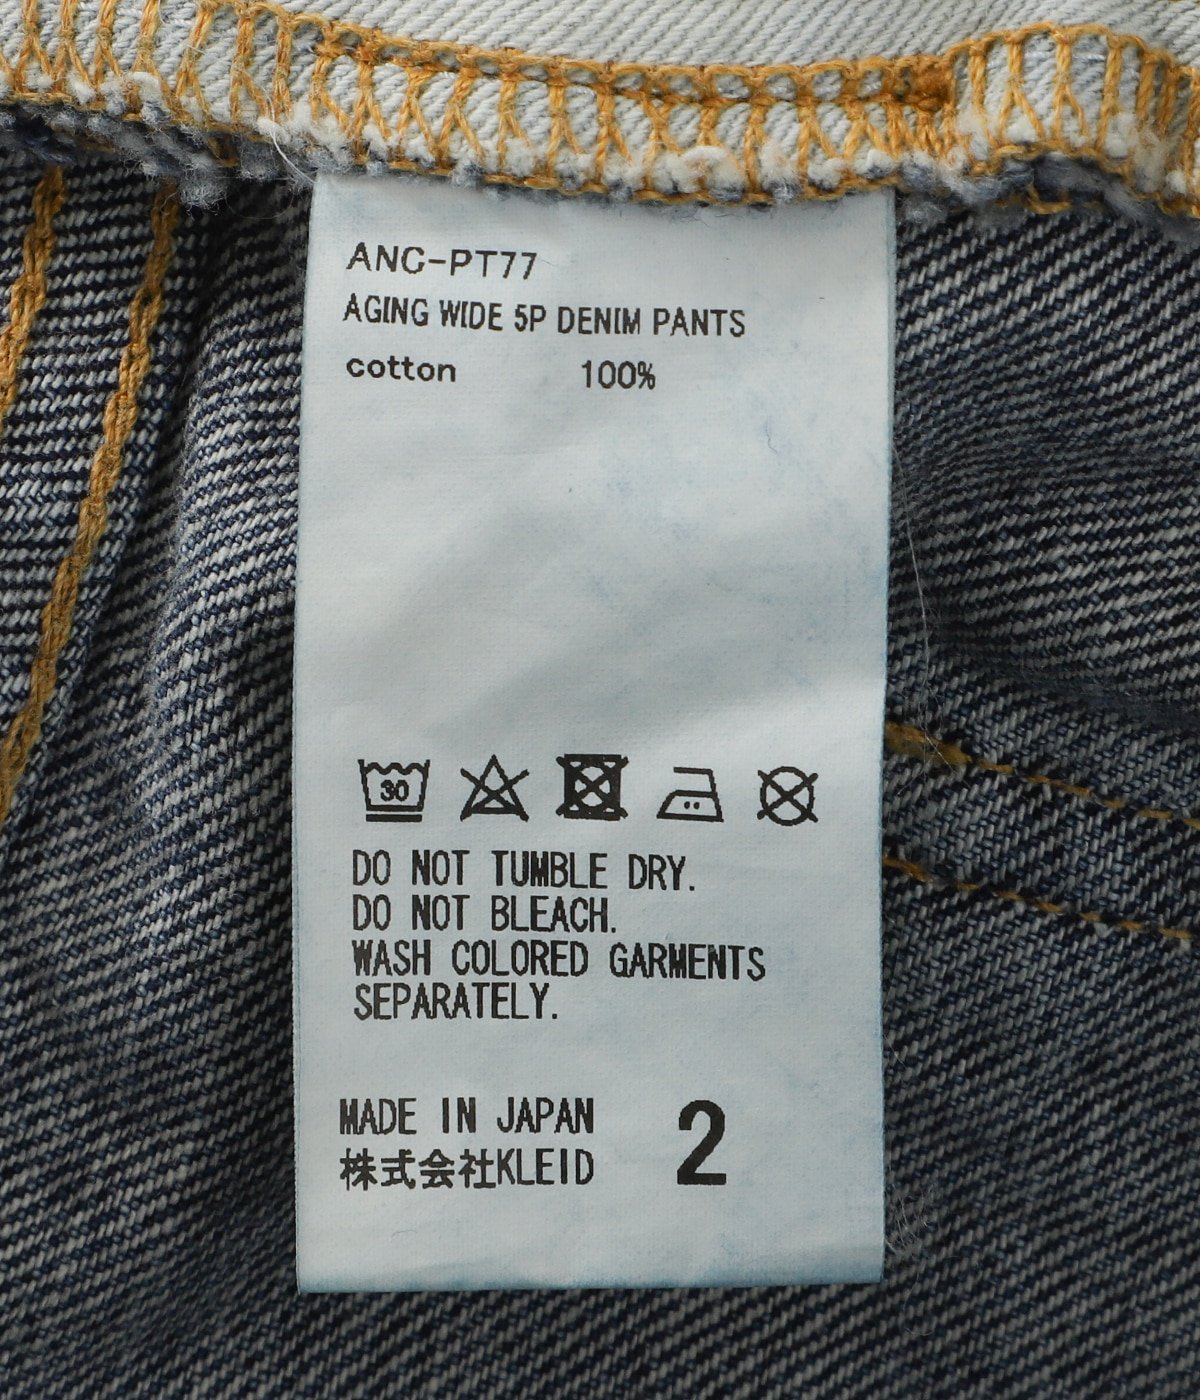 ANC-PT77
AGING WIDE 5P DENIM PANTS
cotton 100%
30
DO NOT TUMBLE DRY.
DO NOT BLEACH.
WASH COLORED GARMENTS
SEPARATELY.
MADE IN JAPAN
株式会社KLEID
2